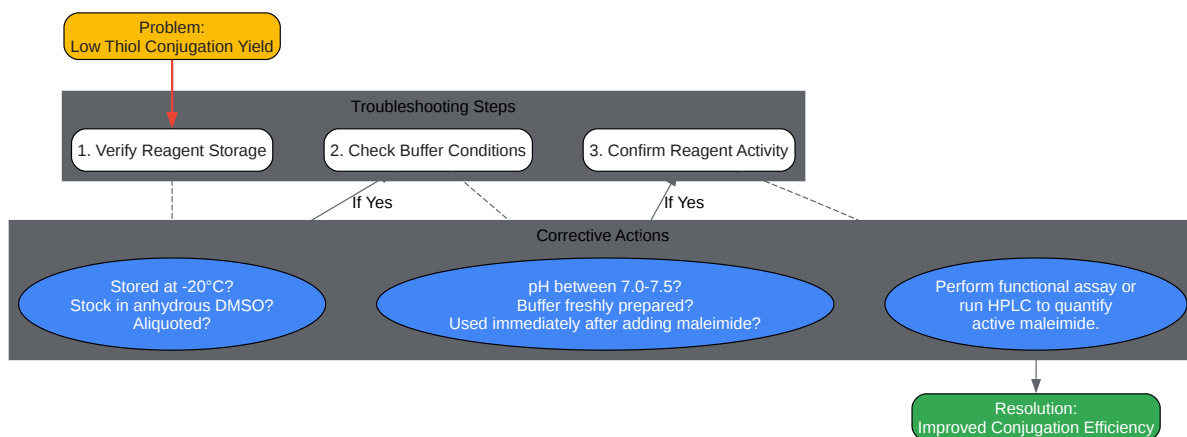 Problem:
Low Thiol Conjugation Yield
Troubleshooting Steps
1. Verify Reagent Storage
2. Check Buffer Conditions
3. Confirm Reagent Activity
If Yes
If Yes
Corrective Actions
Stored at -20°C?
Stock in anhydrous DMSO?
Aliquoted?
pH between 7.0-7.5?
Buffer freshly prepared?
Used immediately after adding maleimide?
Perform functional assay or
run HPLC to quantify
active maleimide.
Resolution:
Improved Conjugation Efficiency